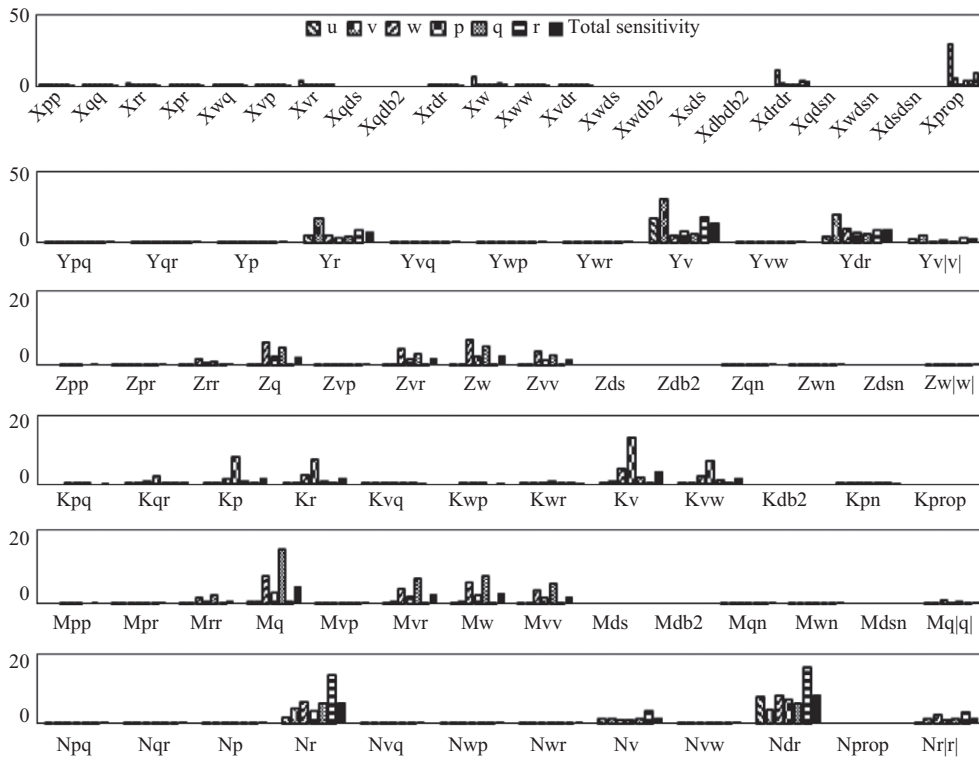 50
u v w p q r Total sensitivity
0
Xpp Xqq Xrr Xpr Xwq Xvp Xvr Xqds Xqdb2 Xrdr Xw Xww Xvdr Xwds Xwdb2 Xsds Xdbdb2 Xdrdr Xqdsn Xwdsn Xdsdsn Xprop
50
0
Ypq Yqr Yp Yr Yvq Ywp Ywr Yv Yvw Ydr Yv|v|
20
0
Zpp Zpr Zrr Zq Zvp Zvr Zw Zvv Zds Zdb2 Zqn Zwn Zdsn Zw|w|
20
0
Kpq Kqr Kp Kr Kvq Kwp Kwr Kv Kvw Kdb2 Kpn Kprop
20
0
Mpp Mpr Mrr Mq Mvp Mvr Mw Mvv Mds Mdb2 Mqn Mwn Mdsn Mq|q|
20
0
Npq Nqr Np Nr Nvq Nwp Nwr Nv Nvw Ndr Nprop Nr|r|